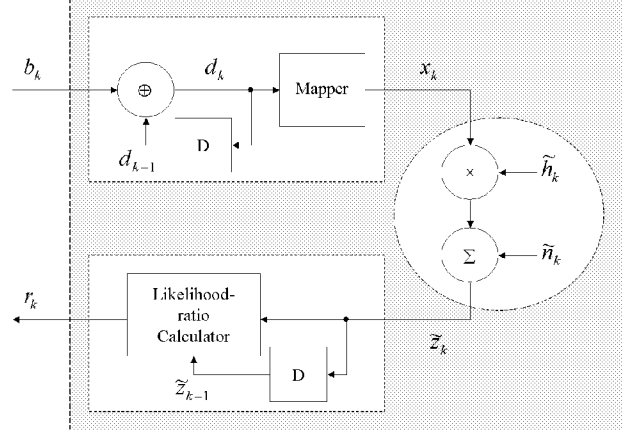 b_k
⊕
d_k
Mapper
x_k
D
d_{k-1}
×
h̃_k
Σ
ñ_k
r_k
Likelihood-
ratio
Calculator
z̃_k
D
z̃_{k-1}